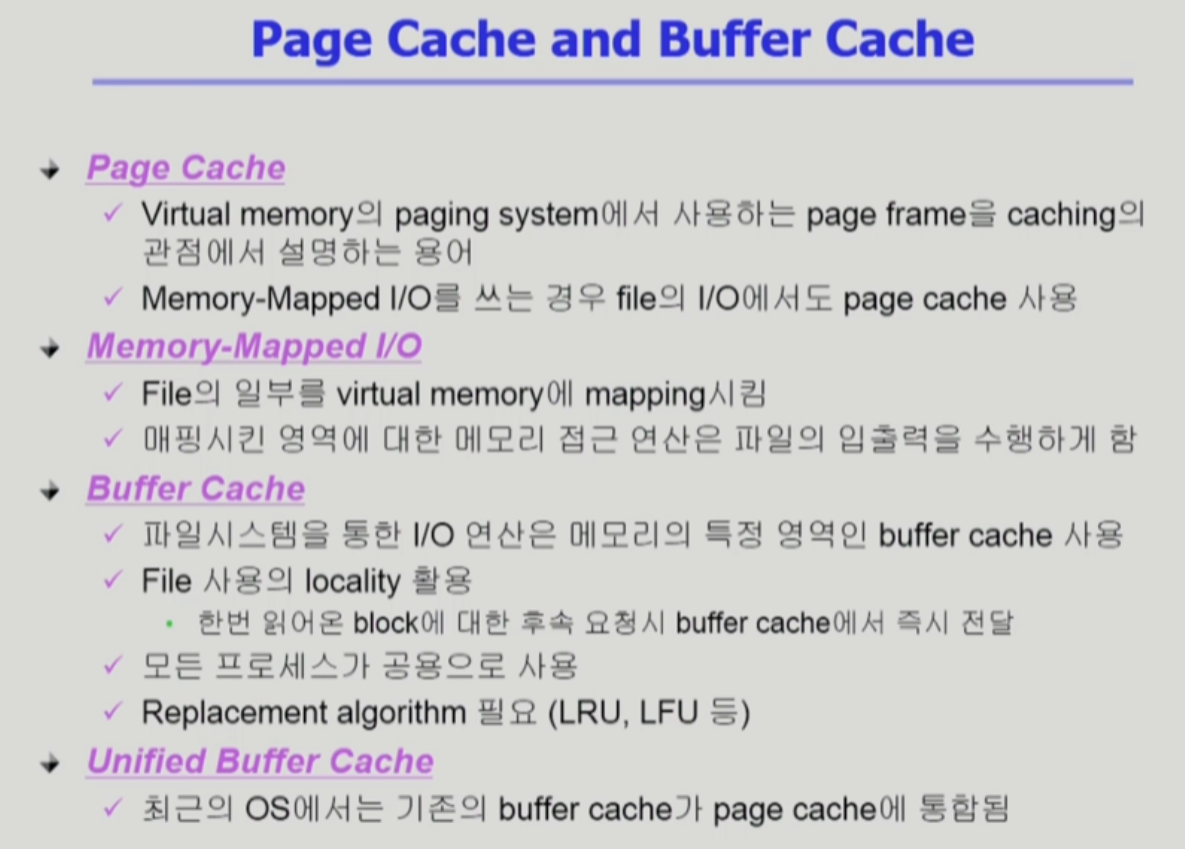 Page Cache and Buffer Cache
Page Cache
Virtual memory의 paging system에서 사용하는 page frame을 caching의
관점에서 설명하는 용어
Memory-Mapped I/O를 쓰는 경우 file의 I/O에서도 page cache 사용
Memory-Mapped I/O
File의 일부를 virtual memory에 mapping시킴
매핑시킨 영역에 대한 메모리 접근 연산은 파일의 입출력을 수행하게 함
Buffer Cache
파일시스템을 통한 I/O 연산은 메모리의 특정 영역인 buffer cache 사용
File 사용의 locality 활용
한번 읽어온 block에 대한 후속 요청시 buffer cache에서 즉시 전달
모든 프로세스가 공용으로 사용
Replacement algorithm 필요 (LRU, LFU 등)
Unified Buffer Cache
최근의 OS에서는 기존의 buffer cache가 page cache에 통합됨